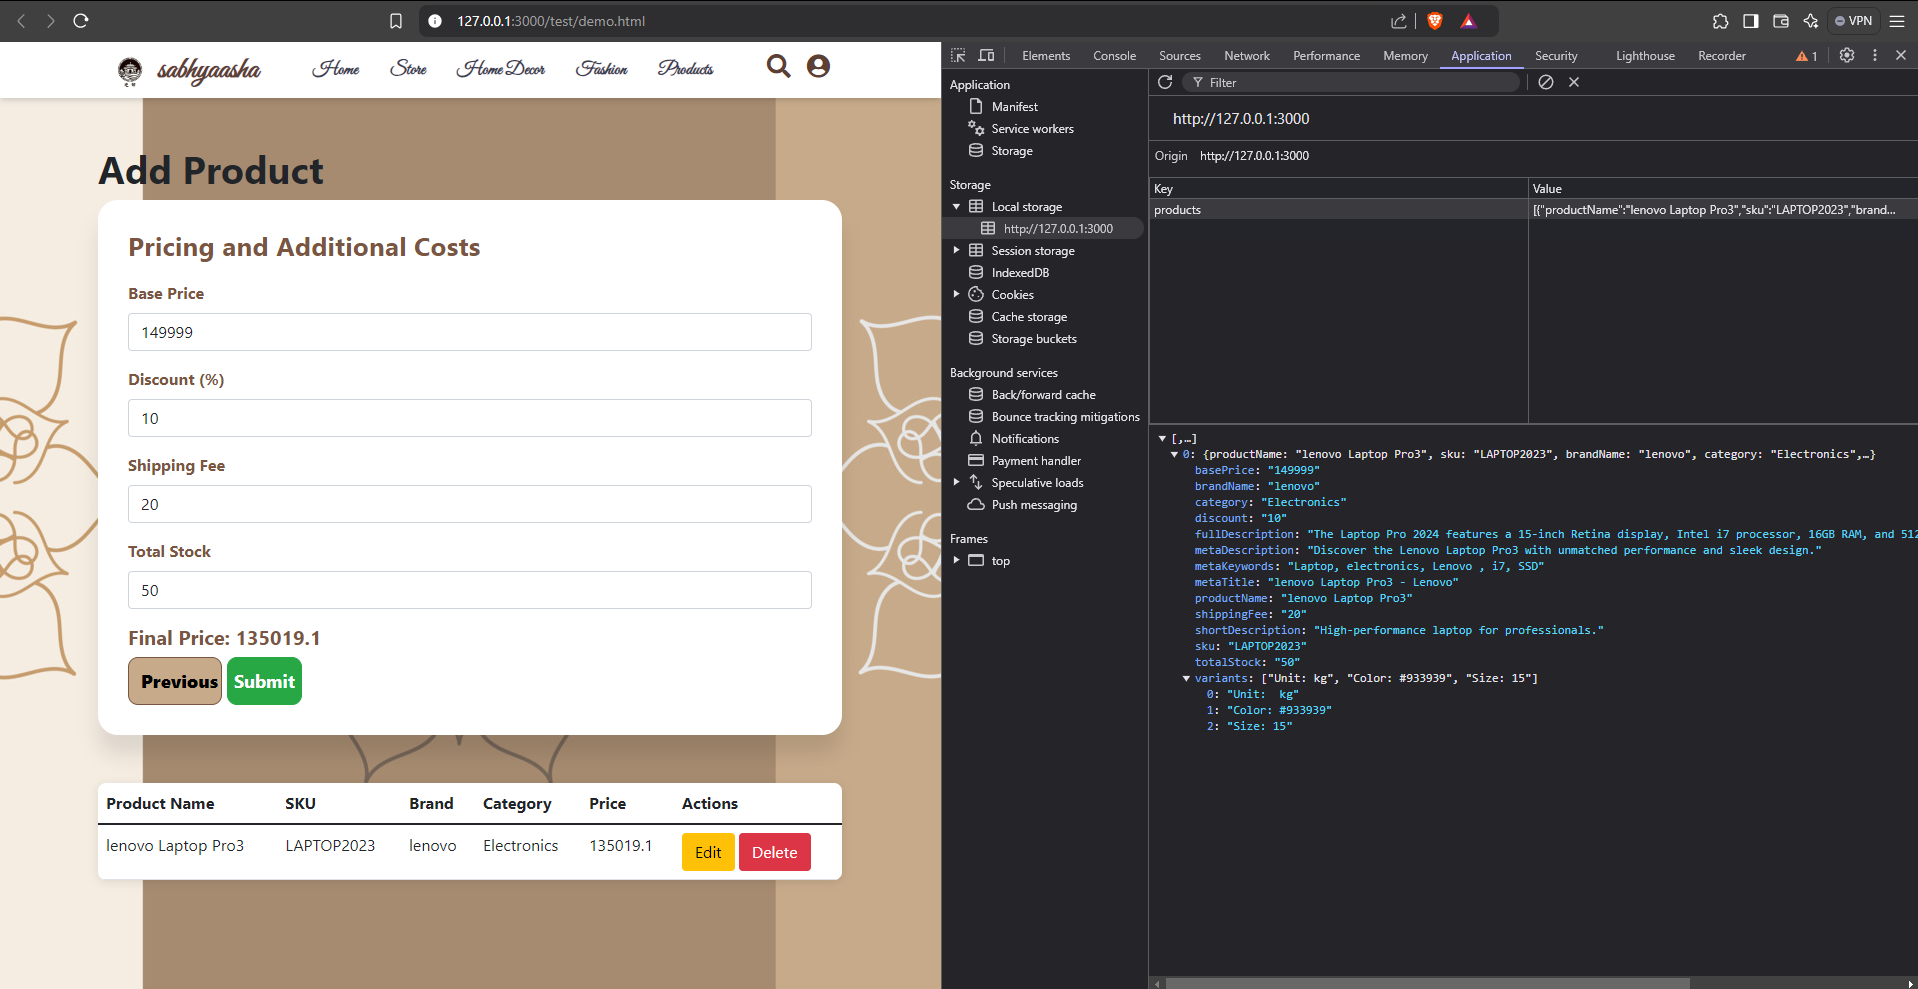 127.0.0.1:3000/test/demo.html
VPN
sabhyaasha
Home
Store
Home Decor
Fashion
Products
Add Product
Pricing and Additional Costs
Base Price
149999
Discount (%)
10
Shipping Fee
20
Total Stock
50
Final Price: 135019.1
Previous
Submit
Product Name SKU Brand Category Price Actions
lenovo Laptop Pro3 LAPTOP2023 lenovo Electronics 135019.1 Edit Delete
Elements Console Sources Network Performance Memory Application Security Lighthouse Recorder 1
Application
Manifest
Service workers
Storage
Storage
Local storage
http://127.0.0.1:3000
Session storage
IndexedDB
Cookies
Cache storage
Storage buckets
Background services
Back/forward cache
Bounce tracking mitigations
Notifications
Payment handler
Speculative loads
Push messaging
Frames
top
Filter
http://127.0.0.1:3000
Origin http://127.0.0.1:3000
Key Value
products [{"productName":"lenovo Laptop Pro3","sku":"LAPTOP2023","brand...
[,…]
0: {productName: "lenovo Laptop Pro3", sku: "LAPTOP2023", brandName: "lenovo", category: "Electronics",…}
basePrice: "149999"
brandName: "lenovo"
category: "Electronics"
discount: "10"
fullDescription: "The Laptop Pro 2024 features a 15-inch Retina display, Intel i7 processor, 16GB RAM, and 512
metaDescription: "Discover the Lenovo Laptop Pro3 with unmatched performance and sleek design."
metaKeywords: "Laptop, electronics, Lenovo , i7, SSD"
metaTitle: "lenovo Laptop Pro3 - Lenovo"
productName: "lenovo Laptop Pro3"
shippingFee: "20"
shortDescription: "High-performance laptop for professionals."
sku: "LAPTOP2023"
totalStock: "50"
variants: ["Unit: kg", "Color: #933939", "Size: 15"]
0: "Unit:  kg"
1: "Color: #933939"
2: "Size: 15"